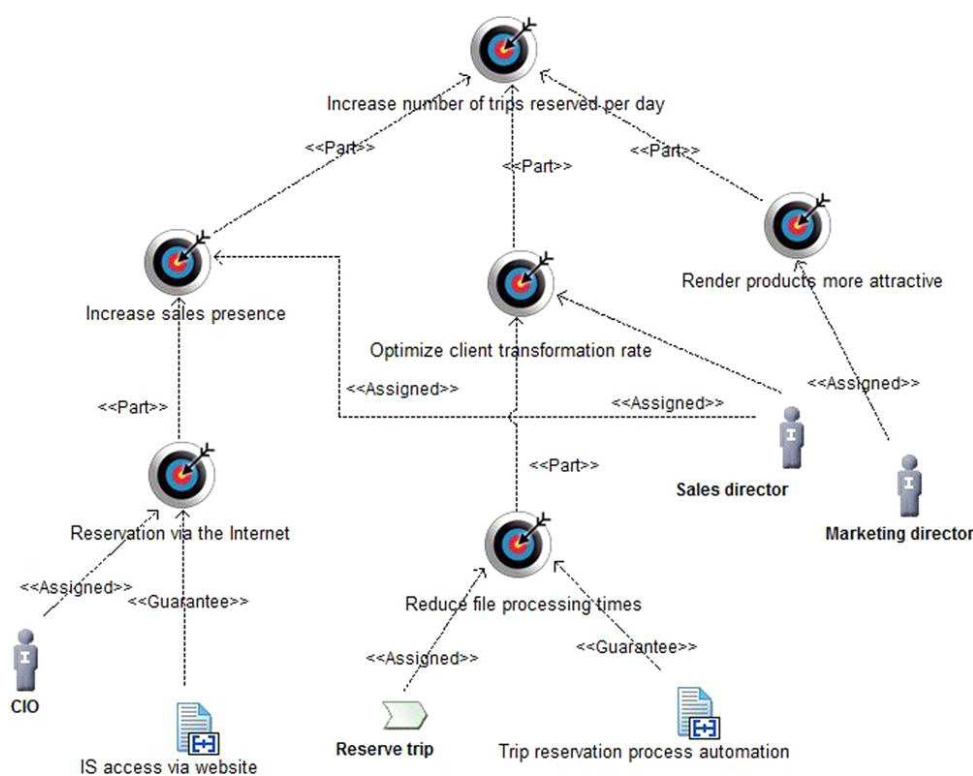 Increase number of trips reserved per day
<<Part>>
<<Part>>
<<Part>>
Render products more attractive
Increase sales presence
Optimize client transformation rate
<<Assigned>>
<<Assigned>>
<<Assigned>>
<<Part>>
<<Part>>
Sales director
Marketing director
Reservation via the Internet
<<Assigned>>
<<Guarantee>>
Reduce file processing times
<<Assigned>>
<<Guarantee>>
I
I
I
CIO
IS access via website
Reserve trip
Trip reservation process automation